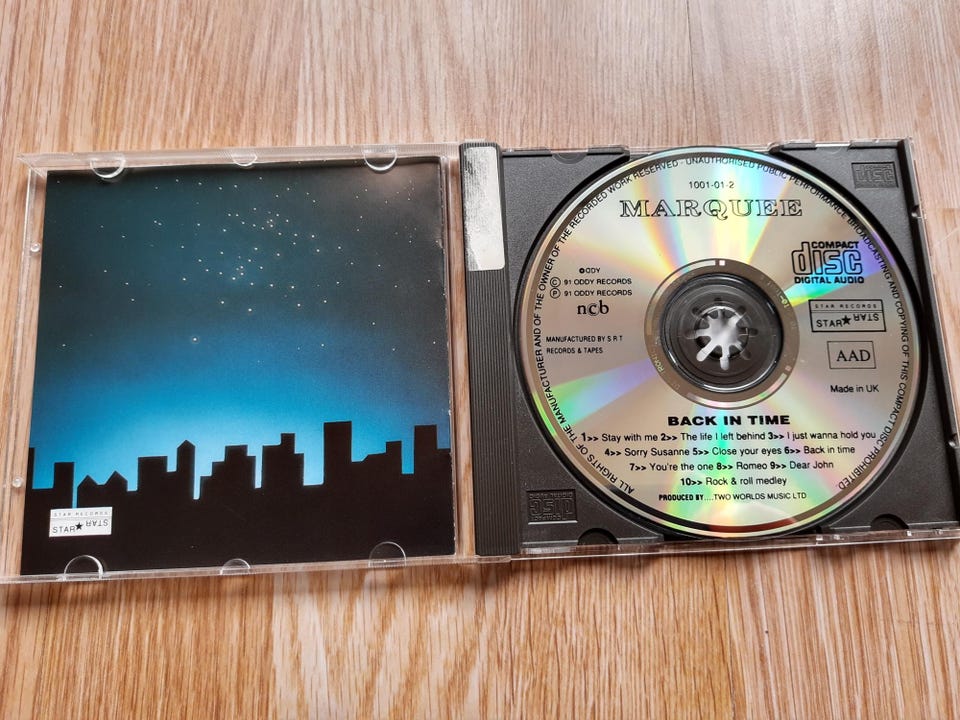 STAR RECORDS
STAR★STAR
ALL RIGHTS OF THE MANUFACTURER AND OF THE OWNER OF THE RECORDED WORK RESERVED - UNAUTHORISED PUBLIC PERFORMANCE BROADCASTING AND COPYING OF THIS COMPACT DISC PROHIBITED
1001-01-2
MARQUEE
COMPACT
disc
DIGITAL AUDIO
ODDY
Ⓒ 91 ODDY RECORDS
Ⓟ 91 ODDY RECORDS
ncb
STAR RECORDS
STAR★STAR
MANUFACTURED BY S R T
RECORDS & TAPES
AAD
Made in UK
BACK IN TIME
1>> Stay with me 2>> The life I left behind 3>> I just wanna hold you
4>> Sorry Susanne 5>> Close your eyes 6>> Back in time
7>> You're the one 8>> Romeo 9>> Dear John
10>> Rock & roll medley
PRODUCED BY....TWO WORLDS MUSIC LTD
disc
COMPACT
disc
DIGITAL AUDIO